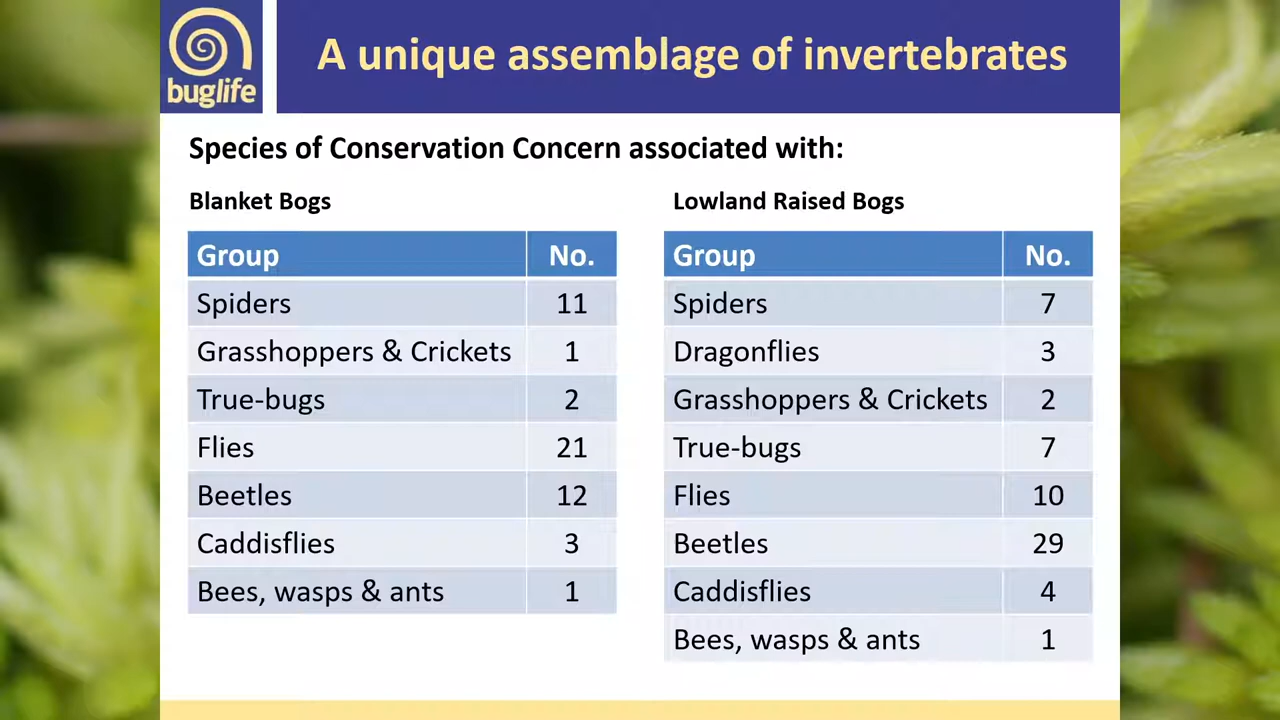 buglife
A unique assemblage of invertebrates
Species of Conservation Concern associated with:
Blanket Bogs
Group No.
Spiders 11
Grasshoppers & Crickets 1
True-bugs 2
Flies 21
Beetles 12
Caddisflies 3
Bees, wasps & ants 1
Lowland Raised Bogs
Group No.
Spiders 7
Dragonflies 3
Grasshoppers & Crickets 2
True-bugs 7
Flies 10
Beetles 29
Caddisflies 4
Bees, wasps & ants 1